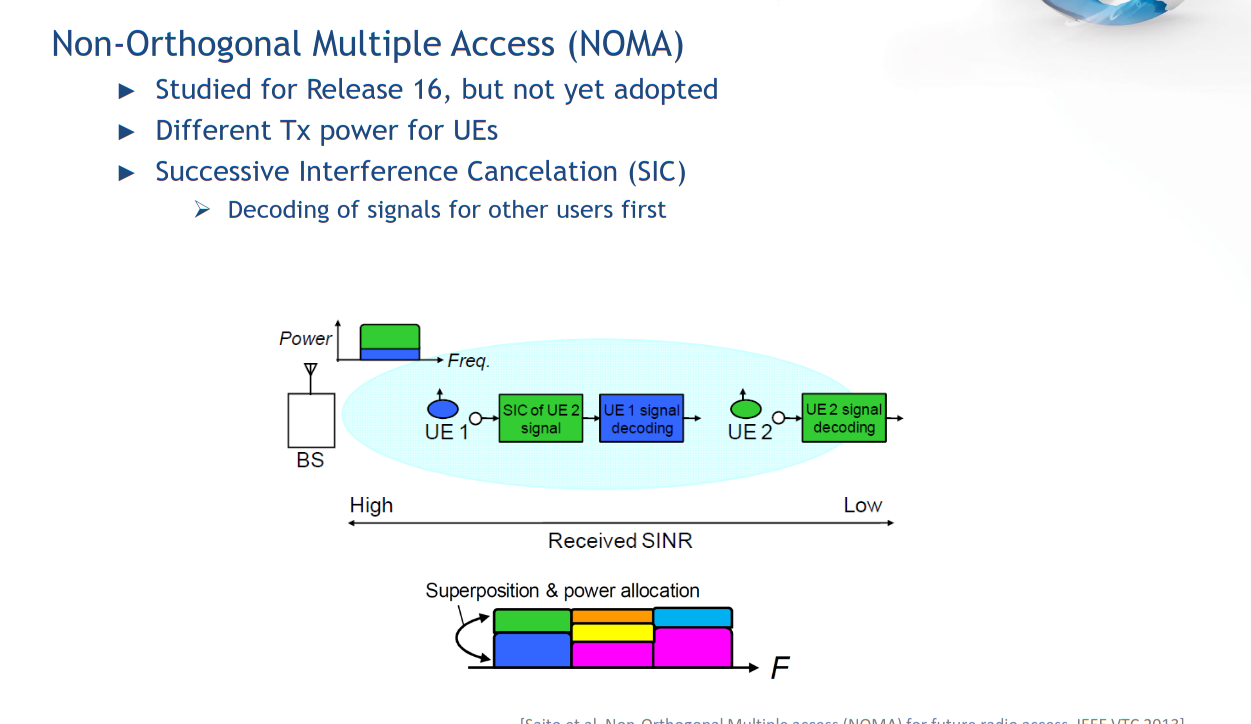 Non-Orthogonal Multiple Access (NOMA)
► Studied for Release 16, but not yet adopted
► Different Tx power for UEs
► Successive Interference Cancelation (SIC)
➢ Decoding of signals for other users first
Power
Freq.
BS
UE 1
SIC of UE 2
signal
UE 1 signal
decoding
UE 2
UE 2 signal
decoding
High
Low
Received SINR
Superposition & power allocation
F
[Saito et al. Non-Orthogonal Multiple access (NOMA) for future radio access, IEEE VTC 2013]